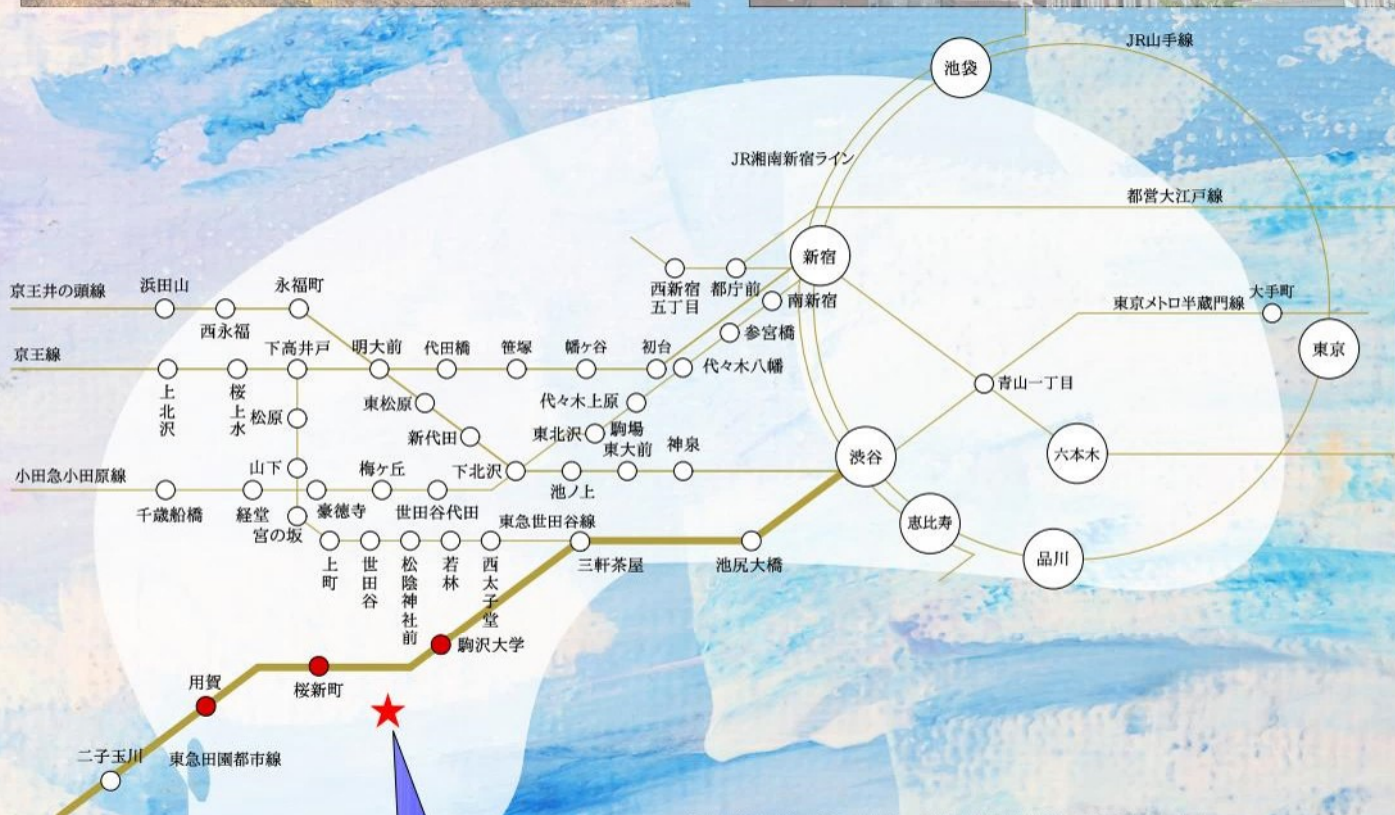 池袋
JR山手線
JR湘南新宿ライン
都営大江戸線
新宿
西新宿
五丁目
都庁前
南新宿
京王井の頭線
浜田山
永福町
西永福
東京メトロ半蔵門線
大手町
参宮橋
東京
京王線
下高井戸
明大前
代田橋
笹塚
幡ヶ谷
初台
代々木八幡
上北沢
桜上水
青山一丁目
松原
東松原
代々木上原
新代田
東北沢
駒場
東大前
神泉
渋谷
六本木
小田急小田原線
山下
梅ヶ丘
下北沢
池ノ上
千歳船橋
経堂
豪徳寺
世田谷代田
宮の坂
東急世田谷線
恵比寿
品川
上町
世田谷
松陰神社前
若林
西太子堂
三軒茶屋
池尻大橋
駒沢大学
用賀
桜新町
二子玉川
東急田園都市線